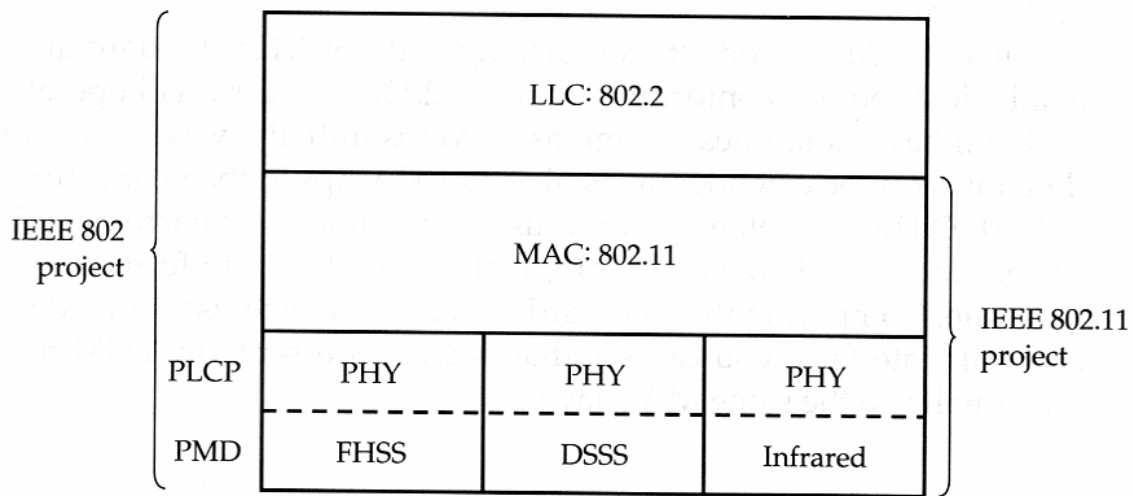 LLC: 802.2
IEEE 802
project
MAC: 802.11
IEEE 802.11
project
PLCP PHY PHY PHY
PMD FHSS DSSS Infrared